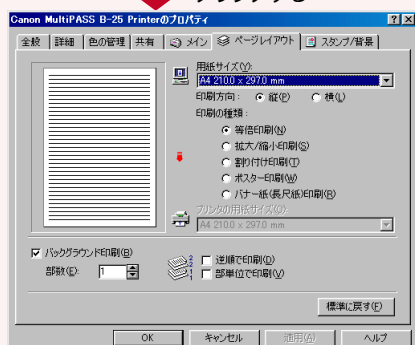 Canon MultiPASS B-25 Printerのプロパティ
全般 詳細 色の管理 共有 メイン ページレイアウト スタンプ/背景
用紙サイズ(Y):
A4 210.0 x 297.0 mm
印刷方向: 縦(P) 横(L)
印刷の種類:
等倍印刷(N)
拡大/縮小印刷(S)
割り付け印刷(T)
ポスター印刷(W)
バナー紙(長尺紙)印刷(R)
プリンタの用紙サイズ(Z):
A4 210.0 x 297.0 mm
バックグラウンド印刷(B)
部数(E): 1
逆順で印刷(D)
部単位で印刷(V)
標準に戻す(F)
OK キャンセル 適用(A) ヘルプ